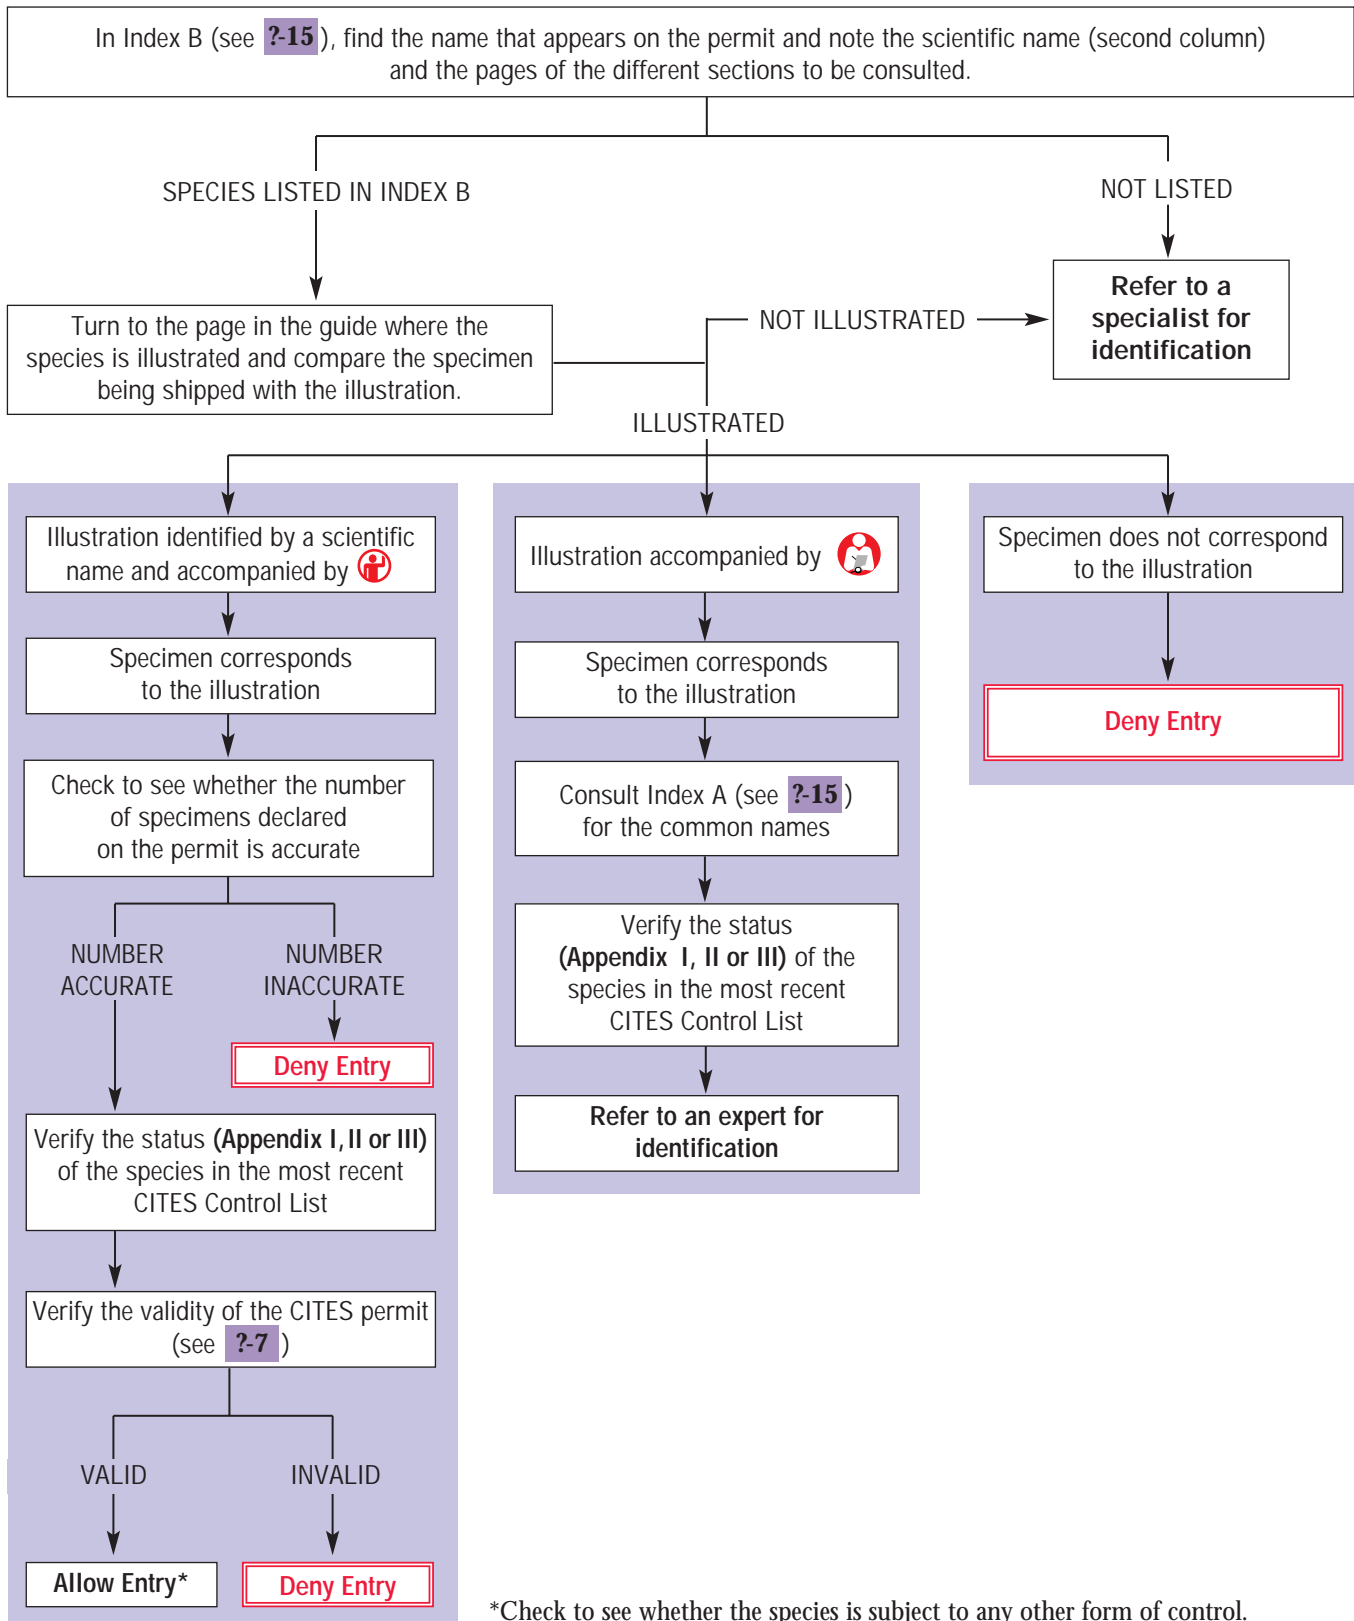 In Index B (see ?-15), find the name that appears on the permit and note the scientific name (second column)
and the pages of the different sections to be consulted.
SPECIES LISTED IN INDEX B
NOT LISTED
Refer to a
specialist for
identification
Turn to the page in the guide where the
species is illustrated and compare the specimen
being shipped with the illustration.
NOT ILLUSTRATED
ILLUSTRATED
Illustration identified by a scientific
name and accompanied by
Specimen corresponds
to the illustration
Check to see whether the number
of specimens declared
on the permit is accurate
NUMBER
ACCURATE
NUMBER
INACCURATE
Deny Entry
Verify the status (Appendix I, II or III)
of the species in the most recent
CITES Control List
Verify the validity of the CITES permit
(see ?-7 )
VALID
INVALID
Allow Entry*
Deny Entry
Illustration accompanied by
Specimen corresponds
to the illustration
Consult Index A (see ?-15)
for the common names
Verify the status
(Appendix I, II or III) of the
species in the most recent
CITES Control List
Refer to an expert for
identification
Specimen does not correspond
to the illustration
Deny Entry
*Check to see whether the species is subject to any other form of control.